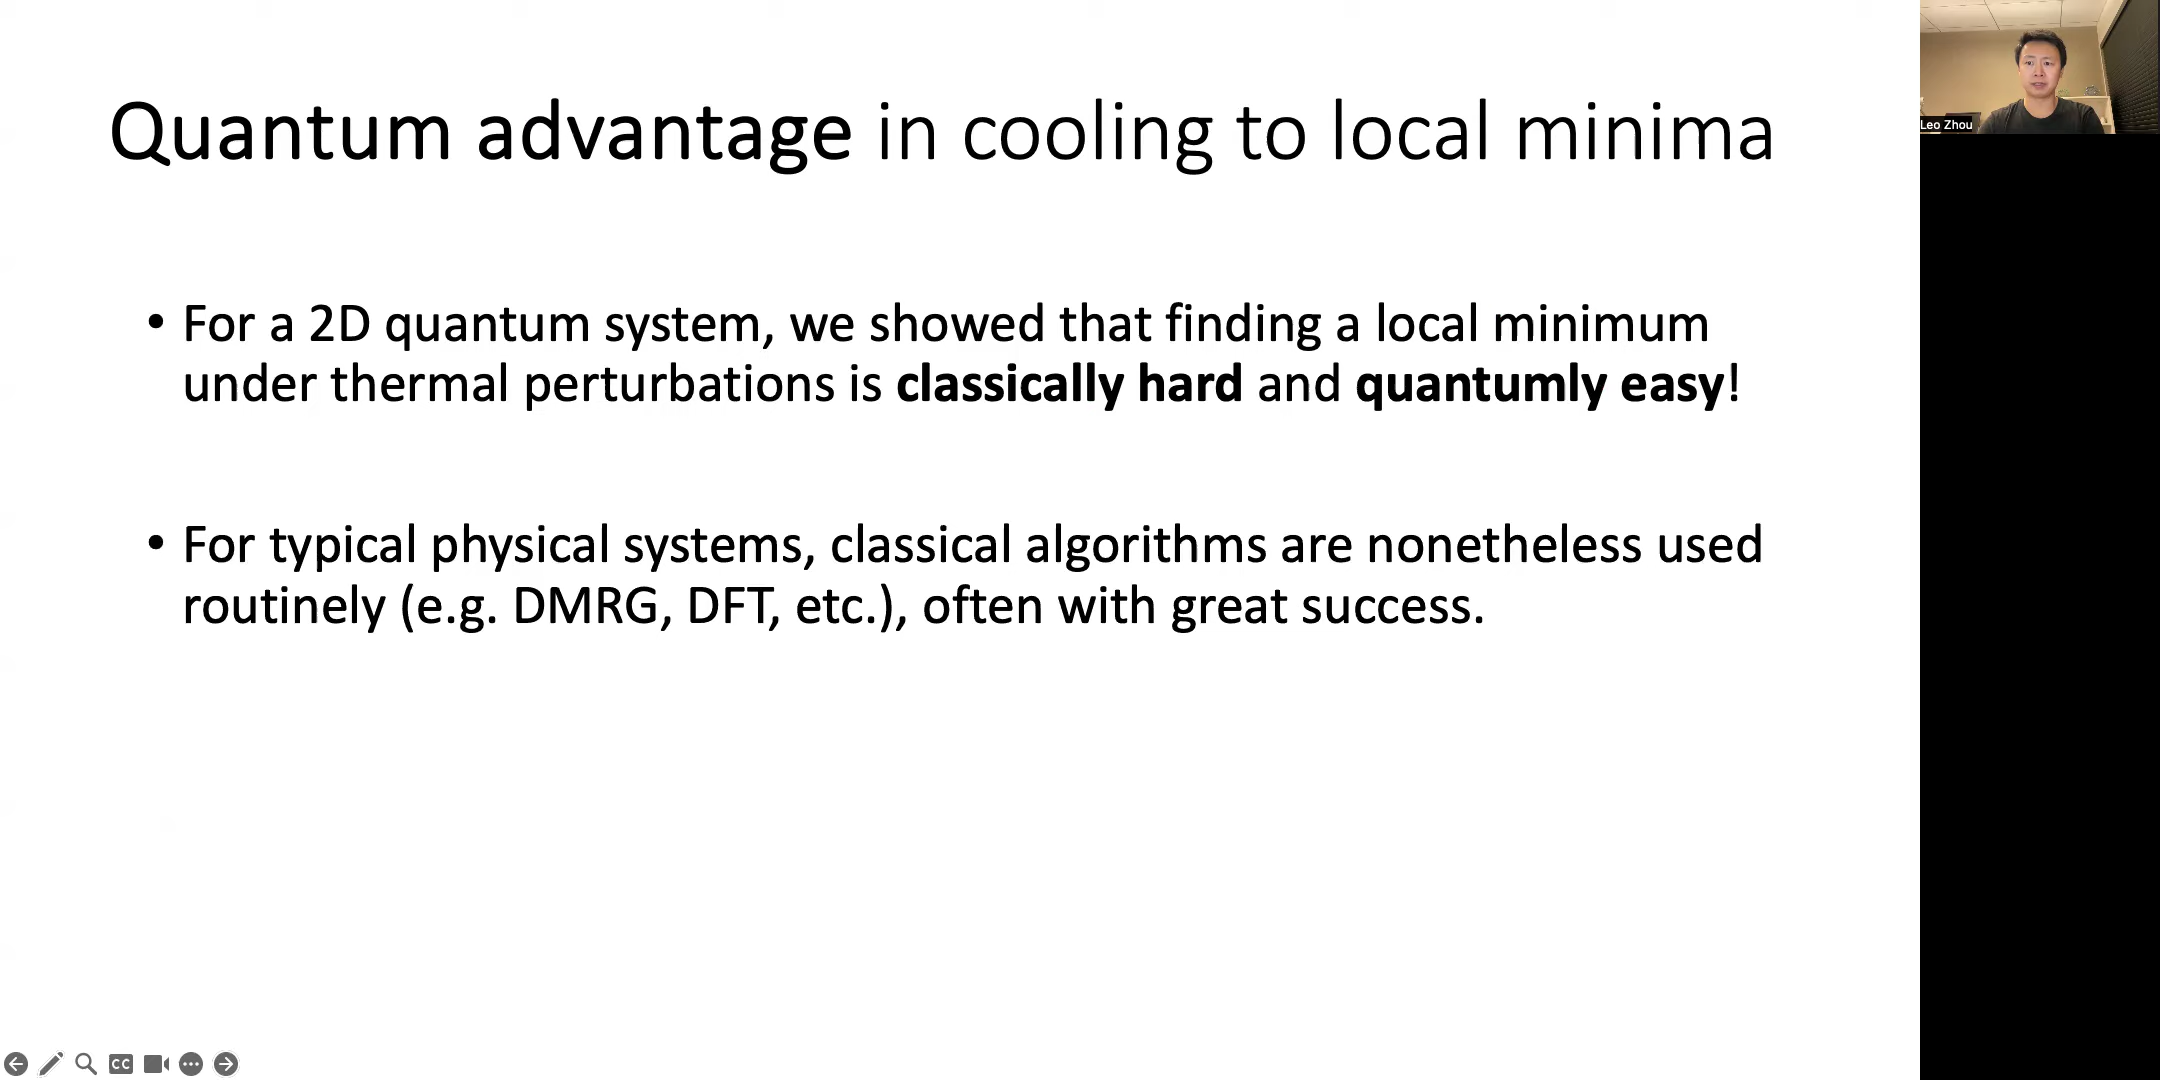 Quantum advantage in cooling to local minima
• For a 2D quantum system, we showed that finding a local minimum
under thermal perturbations is classically hard and quantumly easy!
• For typical physical systems, classical algorithms are nonetheless used
routinely (e.g. DMRG, DFT, etc.), often with great success.
Leo Zhou
CC